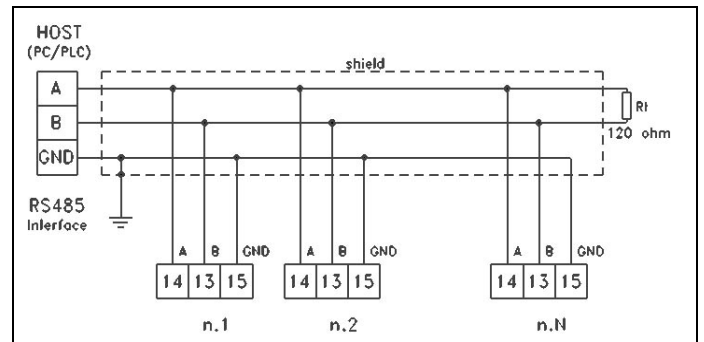 HOST
(PC/PLC)
shield
A
B
GND
Rt
120 ohm
RS485
Interface
A B GND
A B GND
A B GND
14 13 15
14 13 15
14 13 15
n.1
n.2
n.N